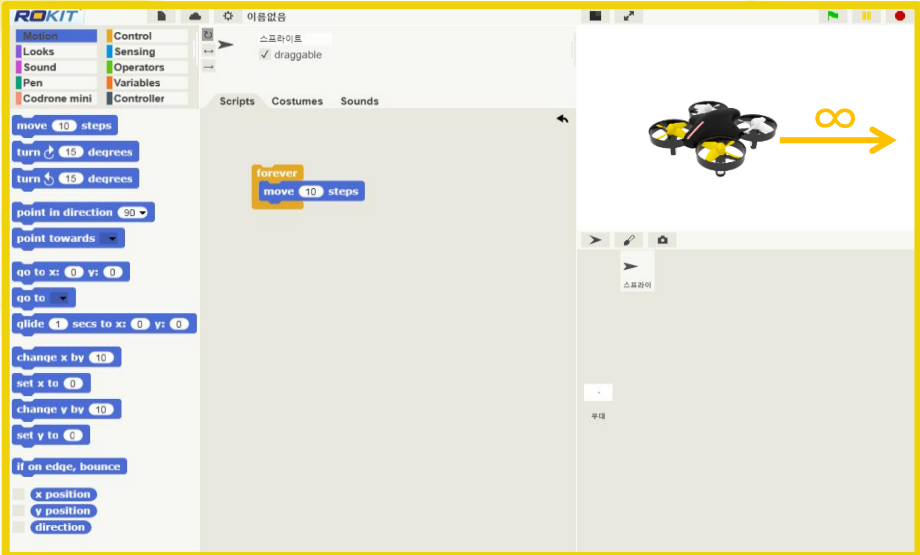 ROKIT
이름없음
Motion Control
Looks Sensing
Sound Operators
Pen Variables
Codrone mini Controller
스프라이트
draggable
Scripts Costumes Sounds
move 10 steps
turn 15 degrees
turn 15 degrees
point in direction 90
point towards
go to x: 0 y: 0
go to
glide 1 secs to x: 0 y: 0
change x by 10
set x to 0
change y by 10
set y to 0
if on edge, bounce
x position
y position
direction
forever
move 10 steps
∞
스프라이
무대